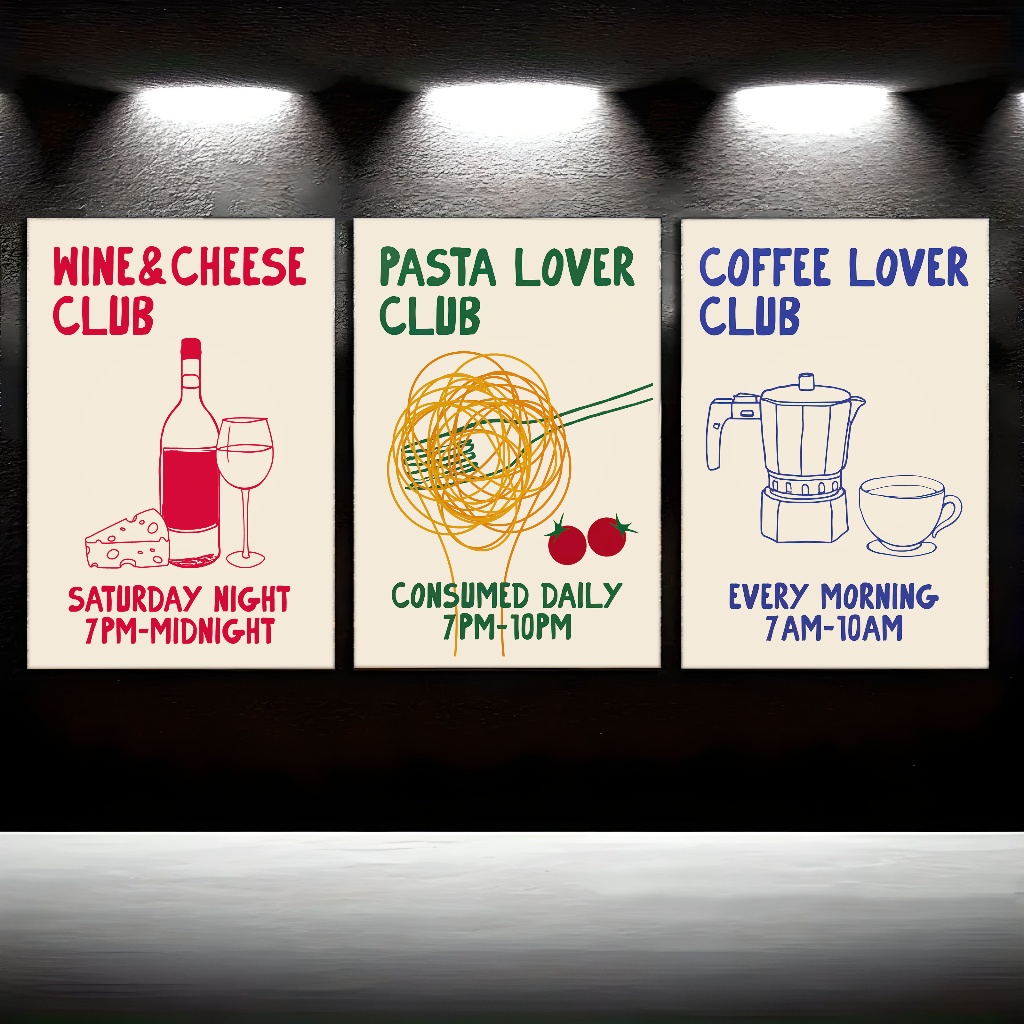 WINE&CHEESE
CLUB
SATURDAY NIGHT
7PM-MIDNIGHT
PASTA LOVER
CLUB
CONSUMED DAILY
7PM-10PM
COFFEE LOVER
CLUB
EVERY MORNING
7AM-10AM